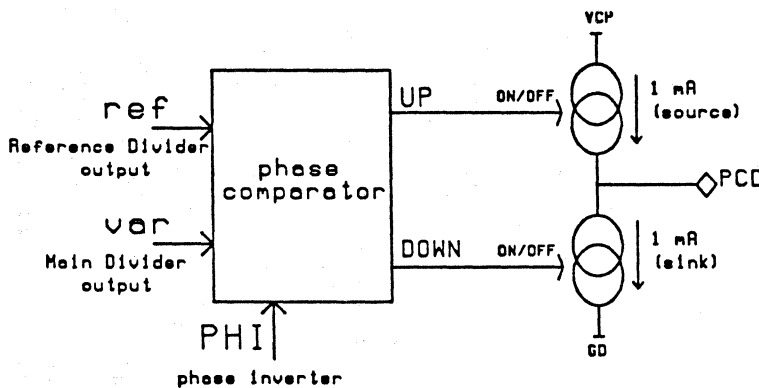 VCP
ref
Reference Divider
output
UP
ON/OFF
1 mA
(source)
phase
comparator
PCD
var
Main Divider
output
DOWN
ON/OFF
1 mA
(sink)
PHI
phase inverter
GD